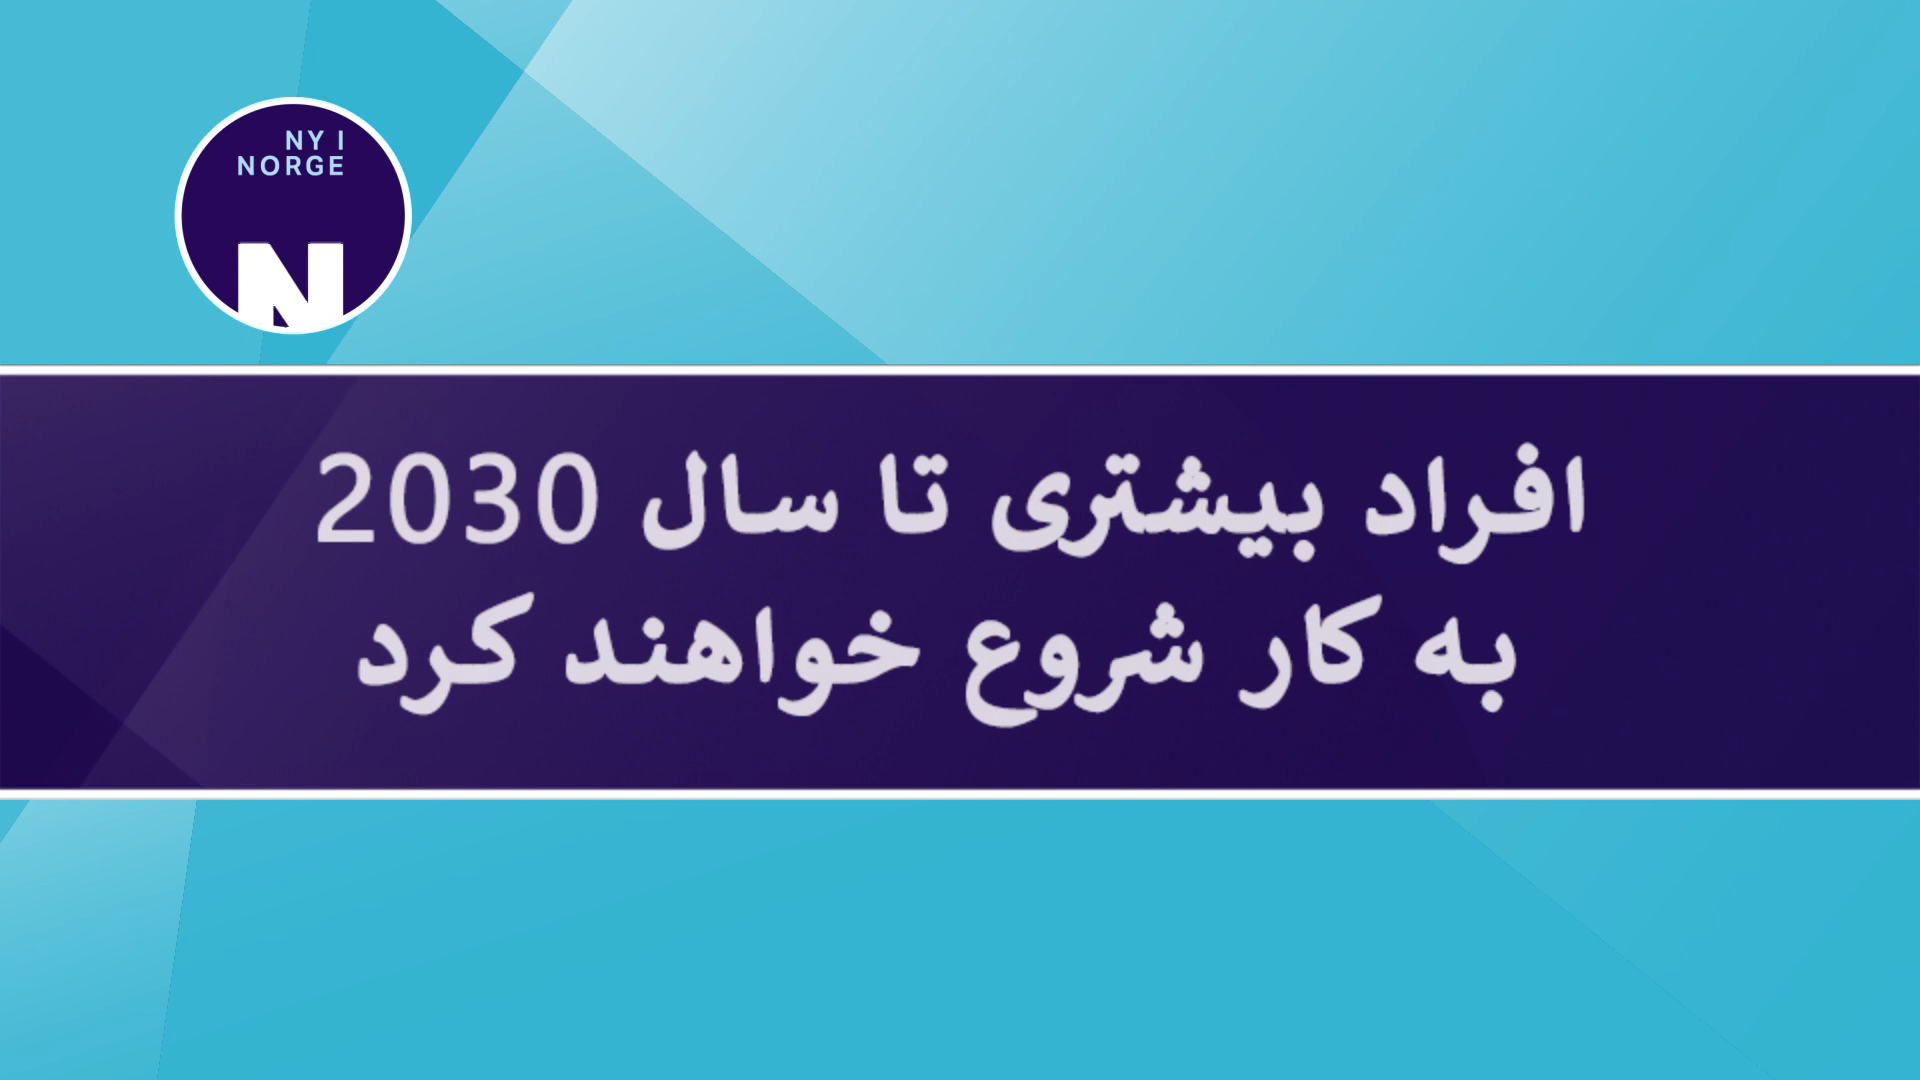 NY I
NORGE
N
افراد بیشتری تا سال 2030
به کار شروع خواهند کرد